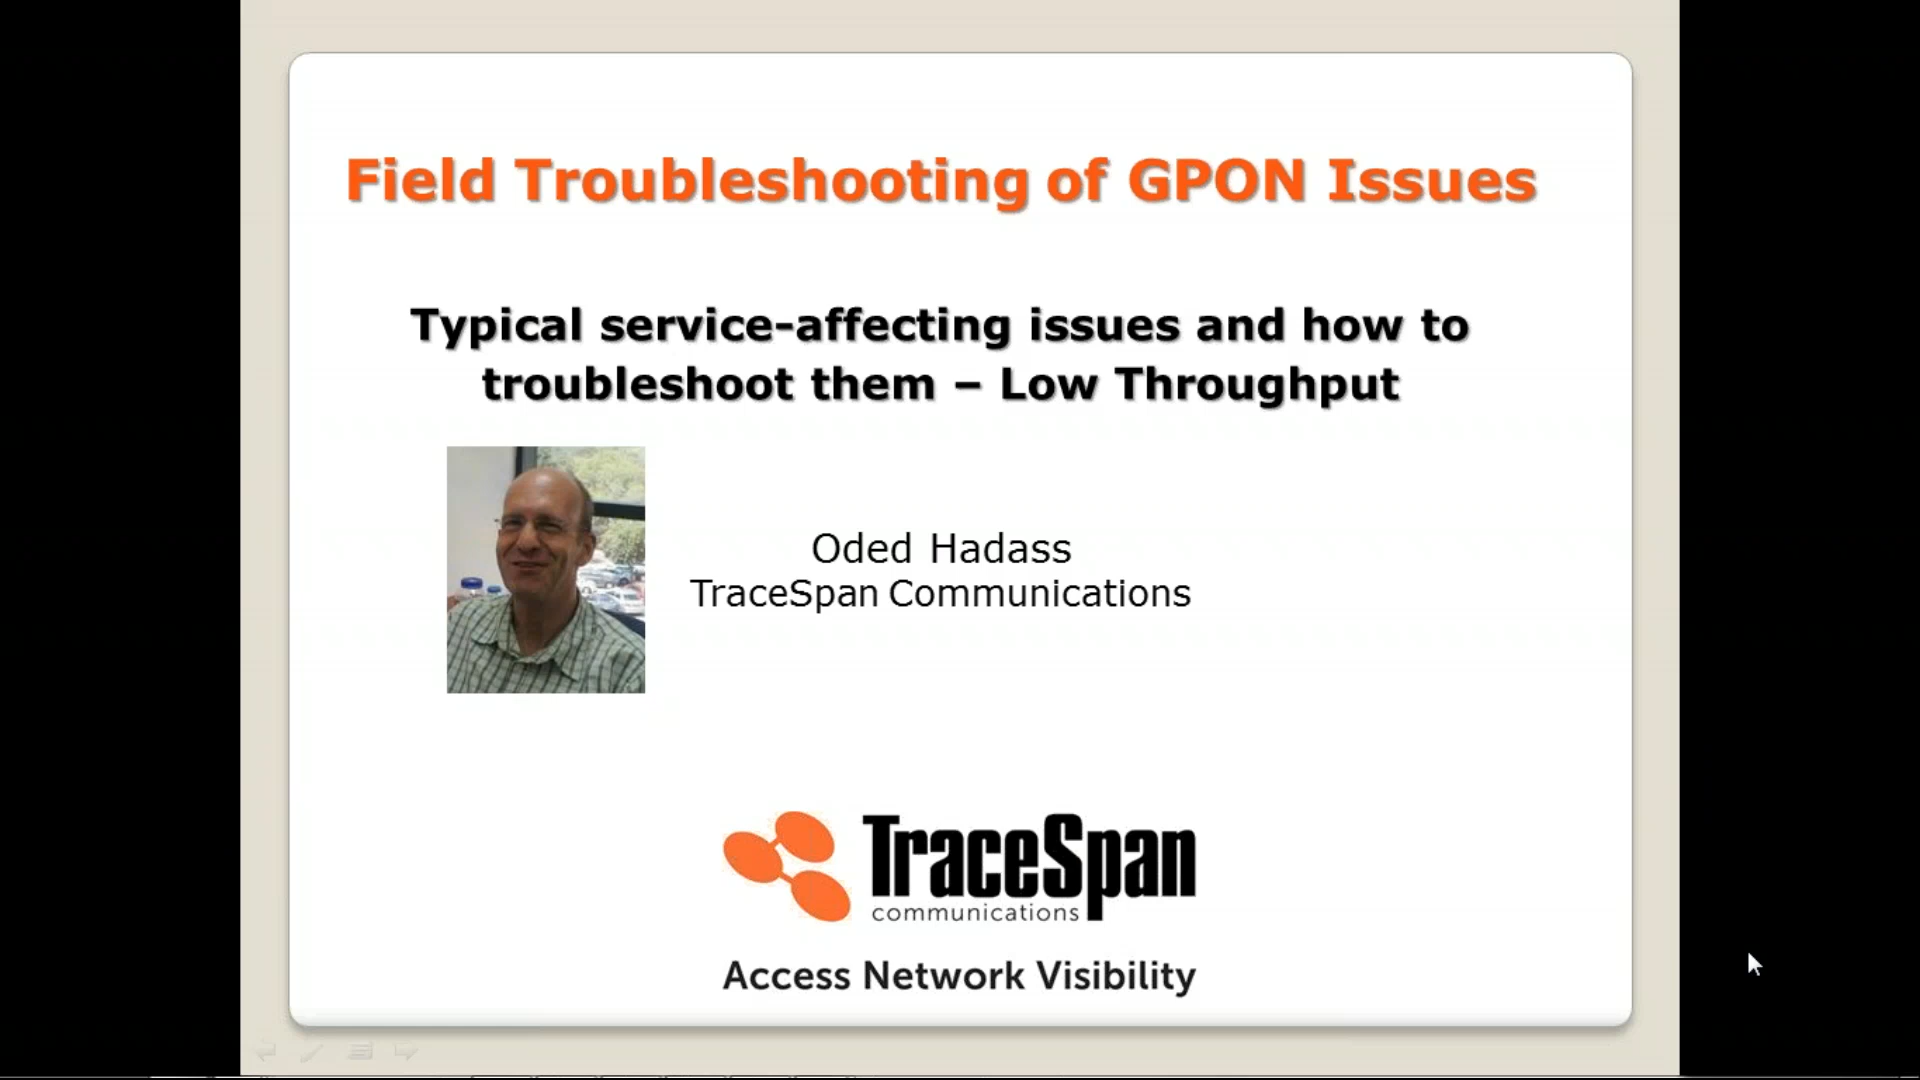 Field Troubleshooting of GPON Issues
Typical service-affecting issues and how to
troubleshoot them – Low Throughput
Oded Hadass
TraceSpan Communications
TraceSpan
communications
Access Network Visibility